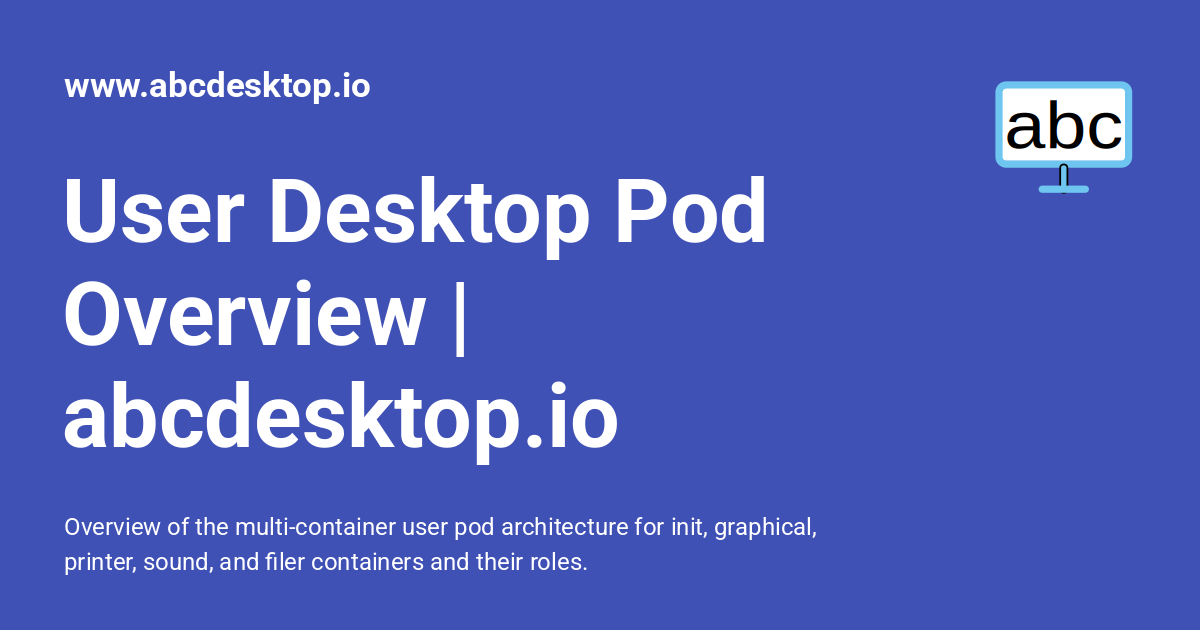 www.abcdesktop.io
abc
User Desktop Pod
Overview |
abcdesktop.io
Overview of the multi-container user pod architecture for init, graphical,
printer, sound, and filer containers and their roles.